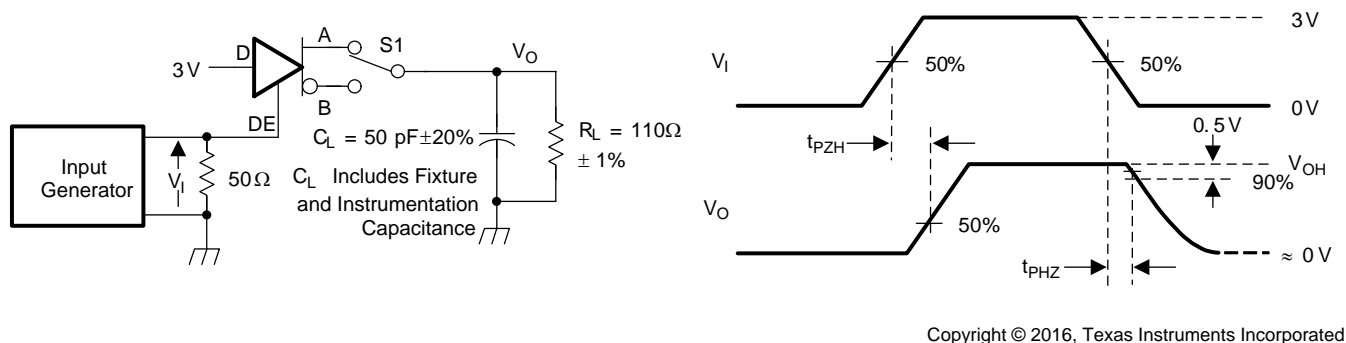 D
3 V
A
S1
B
DE
Input
Generator
V_I
50 Ω
V_O
C_L = 50 pF ±20%
C_L Includes Fixture
and Instrumentation
Capacitance
R_L = 110 Ω
± 1%
V_I
50%
50%
3 V
0 V
t_PZH
0.5 V
V_OH
90%
V_O
50%
≈ 0 V
t_PHZ
Copyright © 2016, Texas Instruments Incorporated